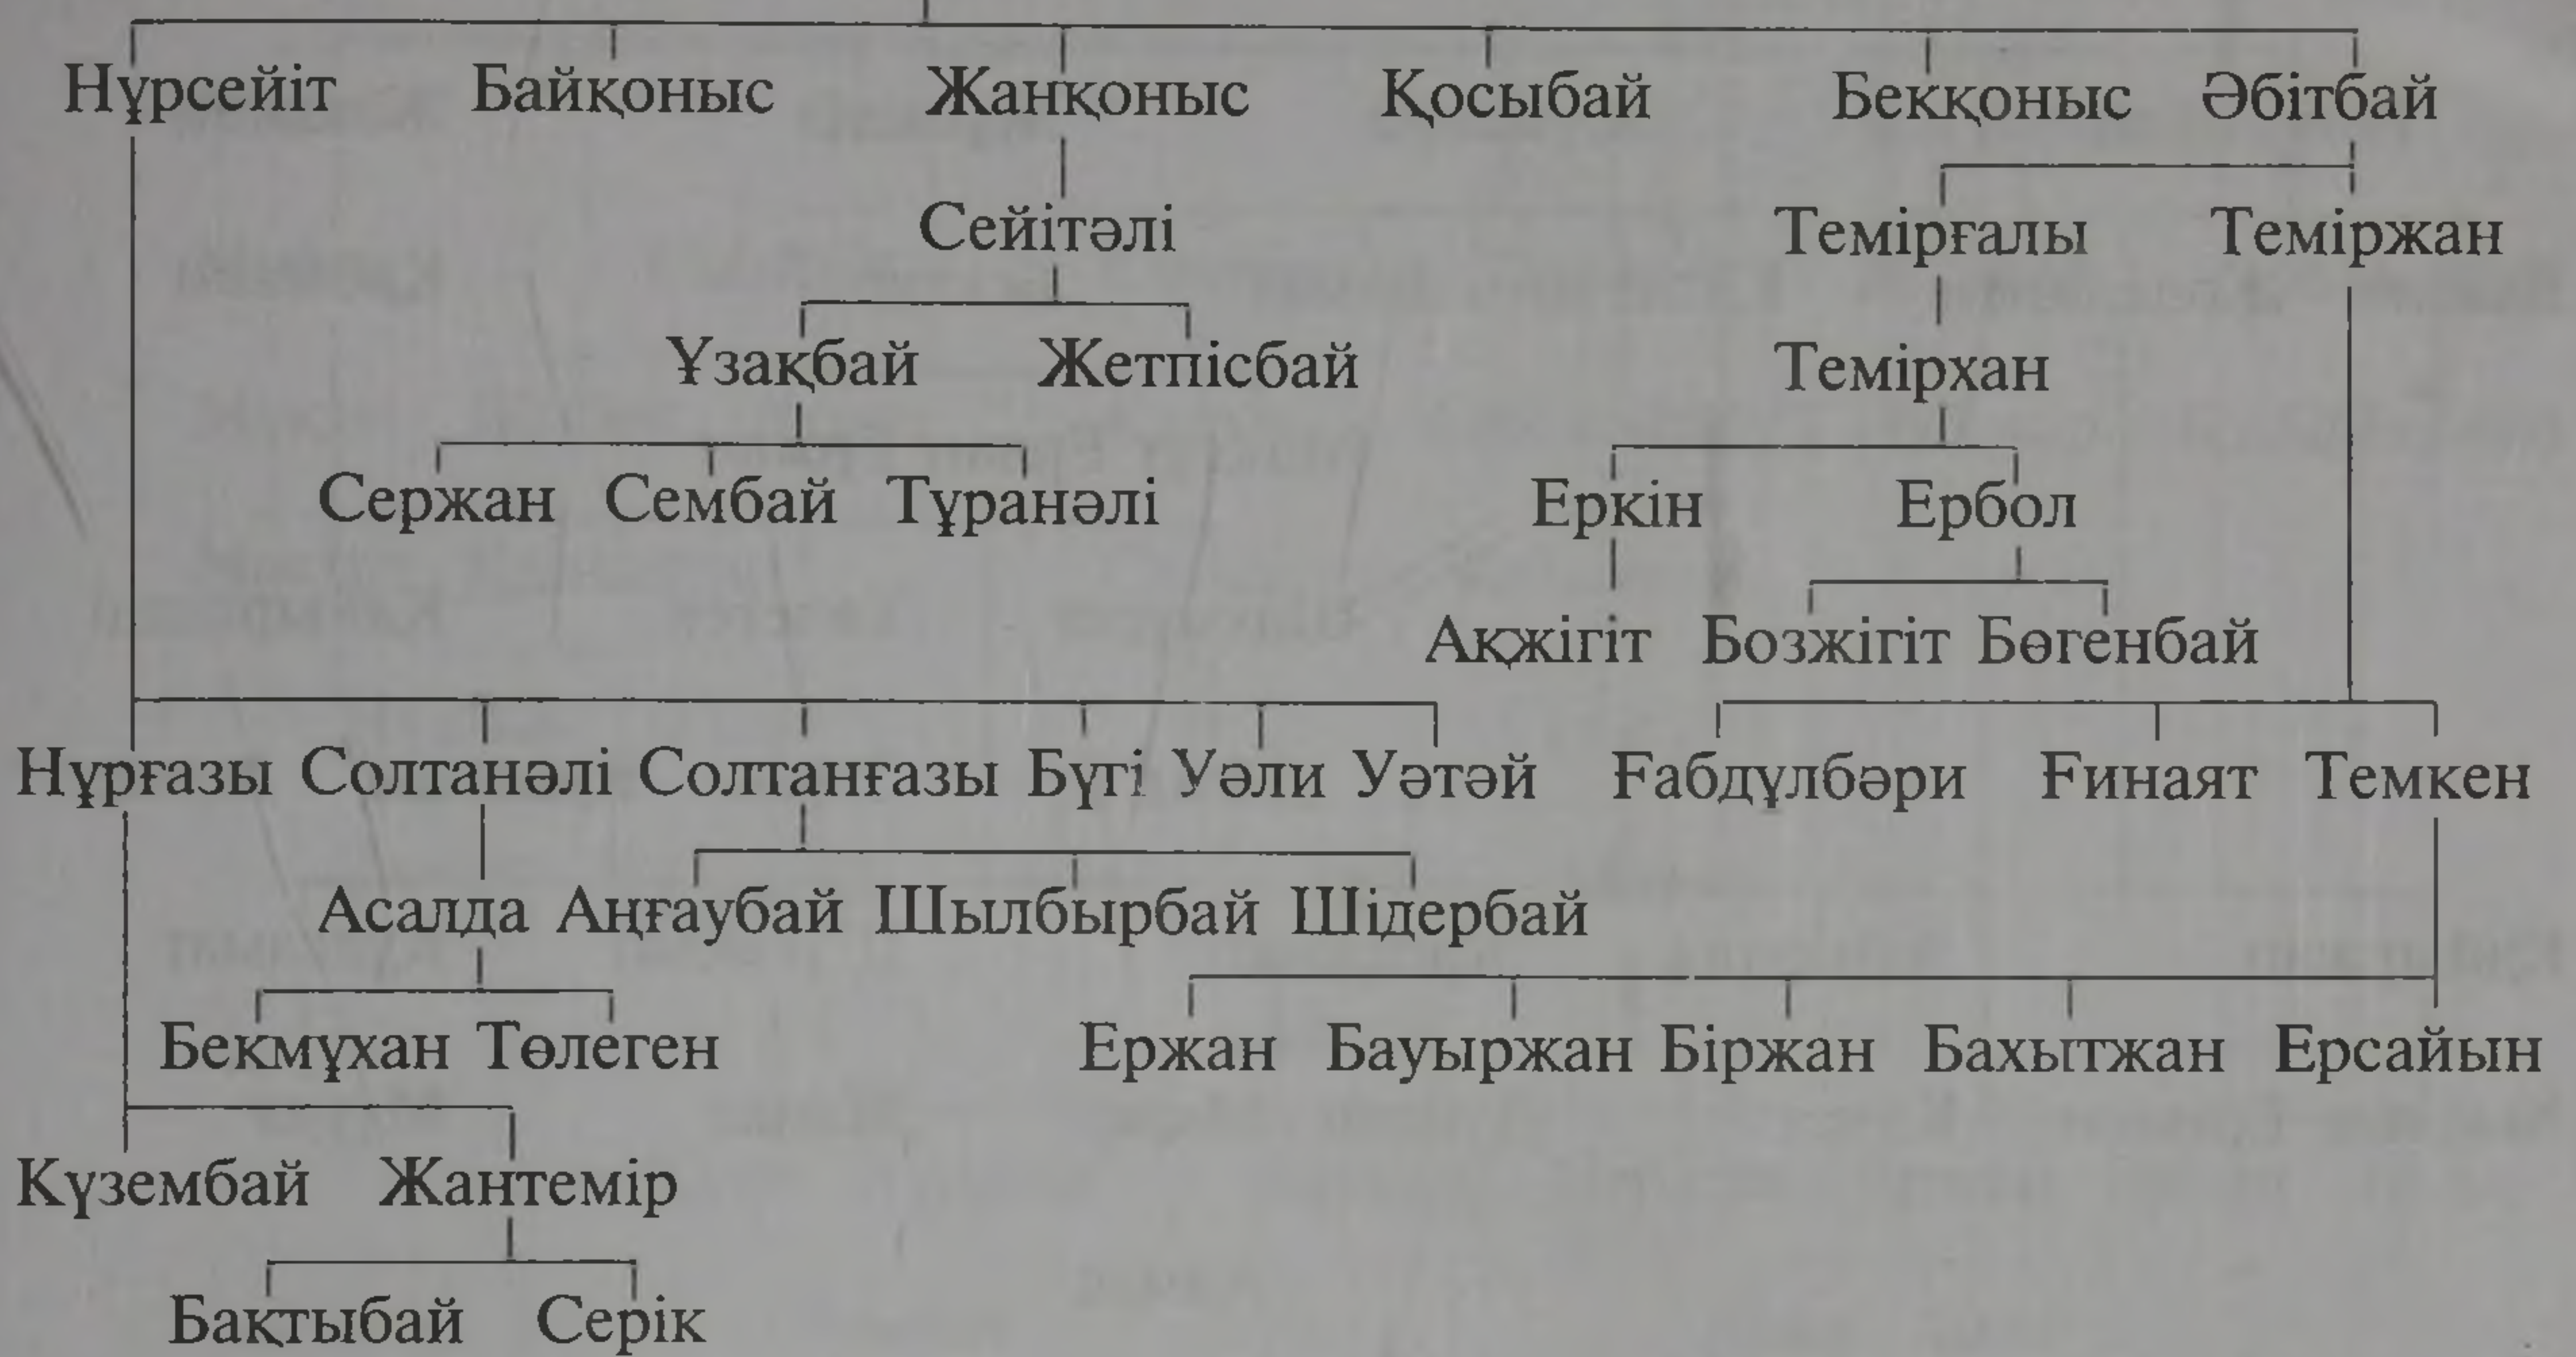 Нұрсейіт Байқоныс Жанқоныс Қосыбай Бекқоныс Әбітбай
Сейітәлі Темірғалы Теміржан
Ұзақбай Жетпісбай Темірхан
Сержан Сембай Тұранәлі Еркін Ербол
Ақжігіт Бозжігіт Бөгенбай
Нұрғазы Солтанәлі Солтанғазы Бүгі Уәли Уәтәй Ғабдұлбәри Ғинаят Темкен
Асалда Аңғаубай Шылбырбай Шідербай
Бекмұхан Төлеген Ержан Бауыржан Біржан Бахытжан Ерсайын
Күзембай Жантемір
Бақтыбай Серік